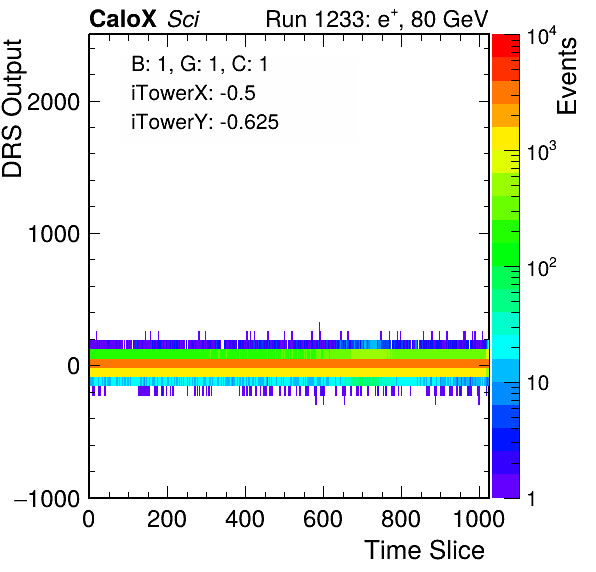 CaloX Sci Run 1233: e⁺, 80 GeV
B: 1, G: 1, C: 1
iTowerX: -0.5
iTowerY: -0.625
DRS Output
2000
1000
0
−1000
0 200 400 600 800 1000
Time Slice
Events
10⁴
10³
10²
10
1